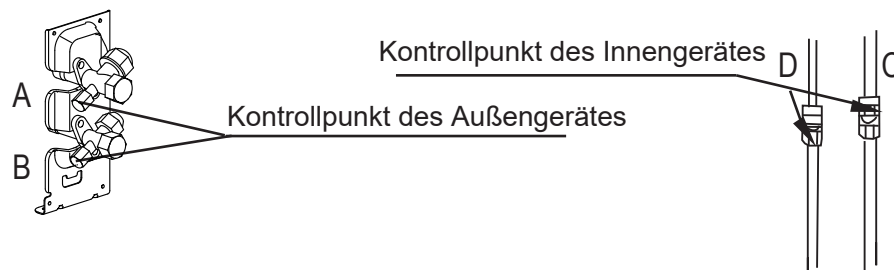 Kontrollpunkt des Innengerätes
D
C
A
Kontrollpunkt des Außengerätes
B